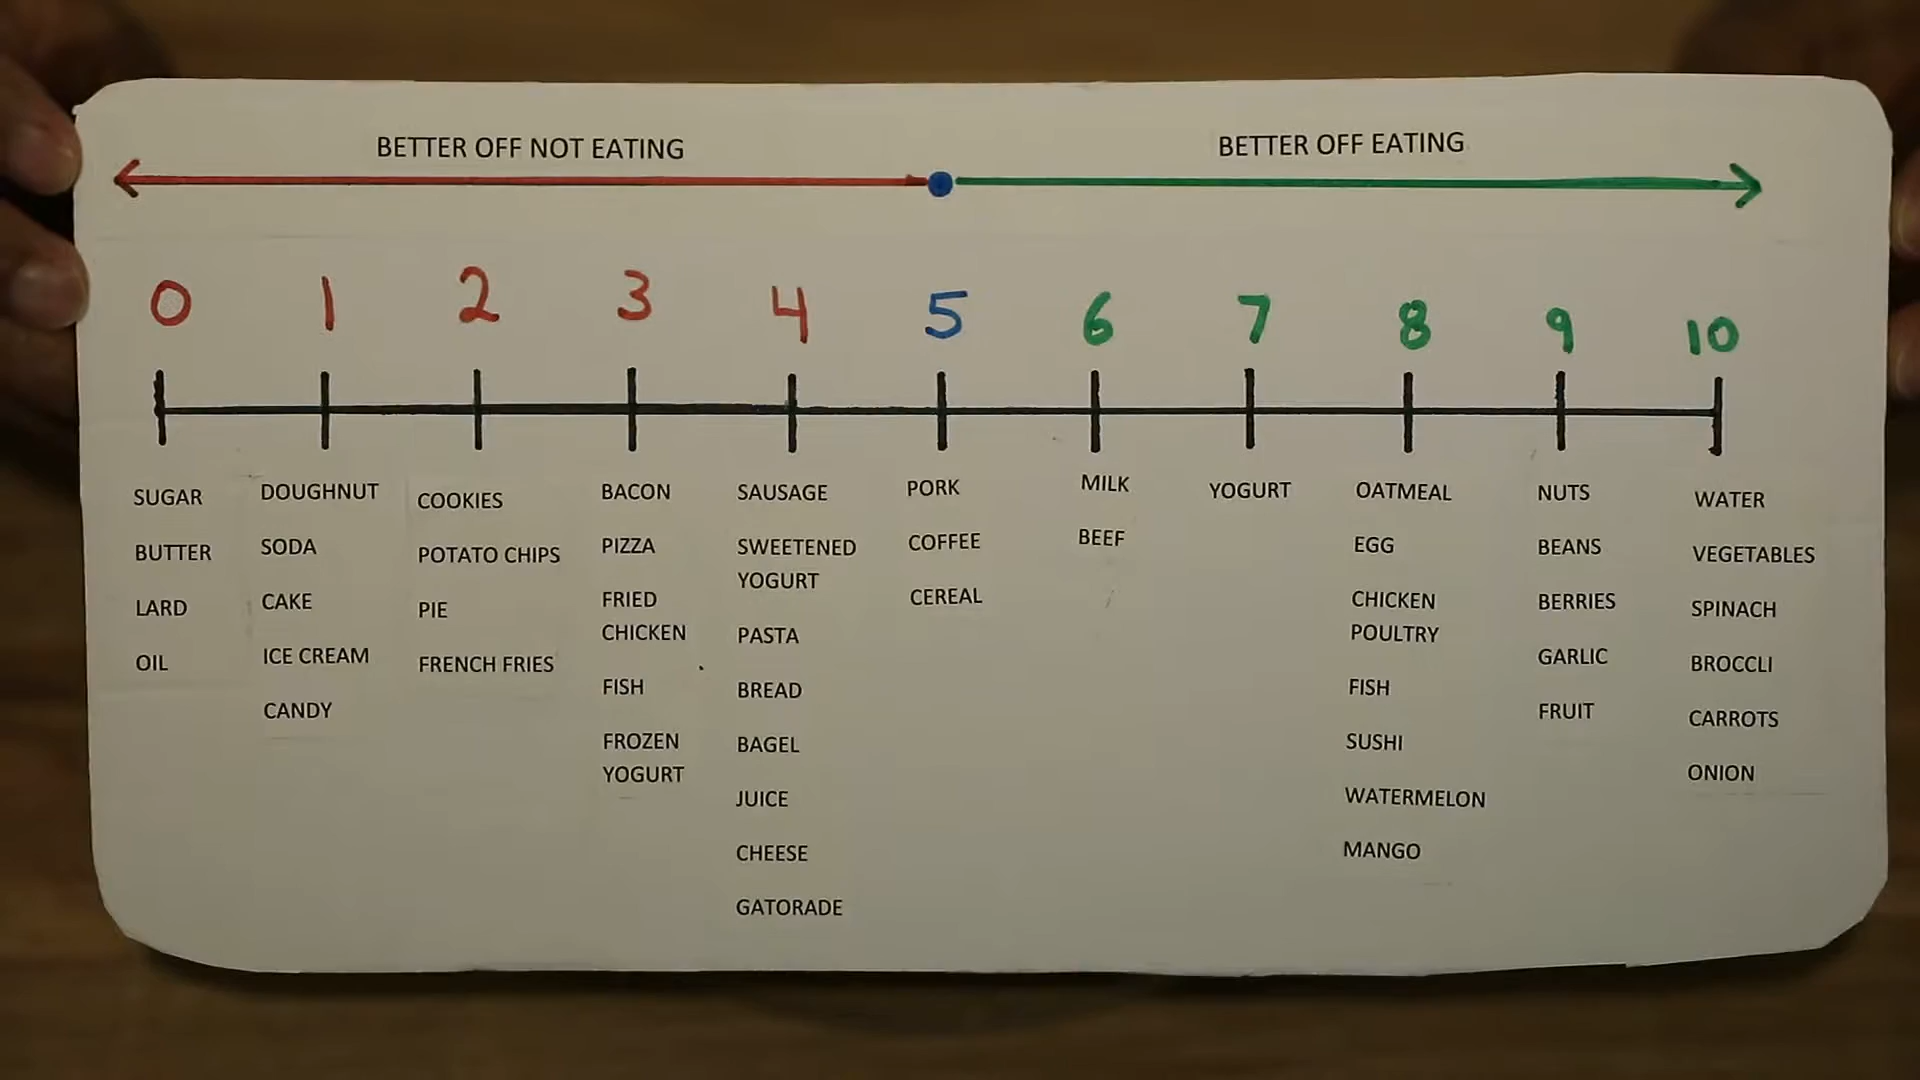 BETTER OFF NOT EATING
BETTER OFF EATING
0 1 2 3 4 5 6 7 8 9 10
SUGAR
BUTTER
LARD
OIL
DOUGHNUT
SODA
CAKE
ICE CREAM
CANDY
COOKIES
POTATO CHIPS
PIE
FRENCH FRIES
BACON
PIZZA
FRIED
CHICKEN
FISH
FROZEN
YOGURT
SAUSAGE
SWEETENED
YOGURT
PASTA
BREAD
BAGEL
JUICE
CHEESE
GATORADE
PORK
COFFEE
CEREAL
MILK
BEEF
YOGURT
OATMEAL
EGG
CHICKEN
POULTRY
FISH
SUSHI
WATERMELON
MANGO
NUTS
BEANS
BERRIES
GARLIC
FRUIT
WATER
VEGETABLES
SPINACH
BROCCLI
CARROTS
ONION